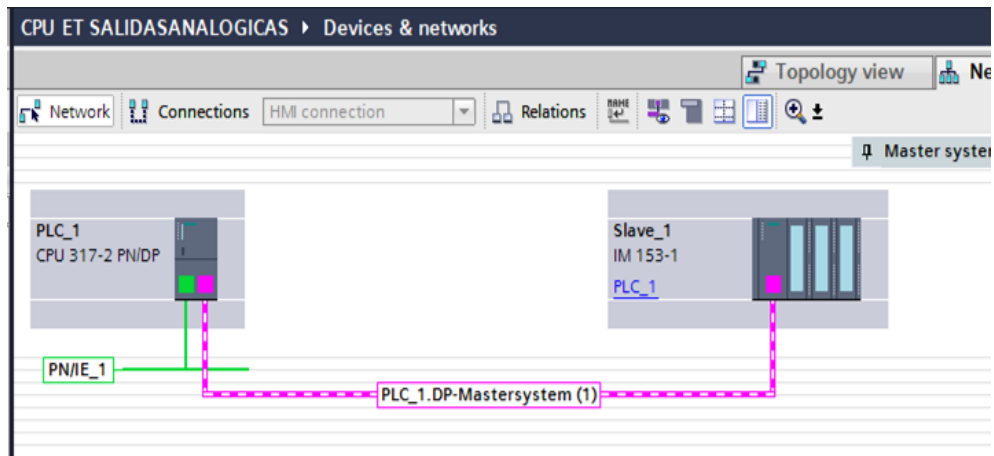 CPU ET SALIDASANALOGICAS ▸ Devices & networks
Topology view
Ne
Network
Connections
HMI connection
Relations
Master syster
PLC_1
CPU 317-2 PN/DP
Slave_1
IM 153-1
PLC_1
PN/IE_1
PLC_1.DP-Mastersystem (1)